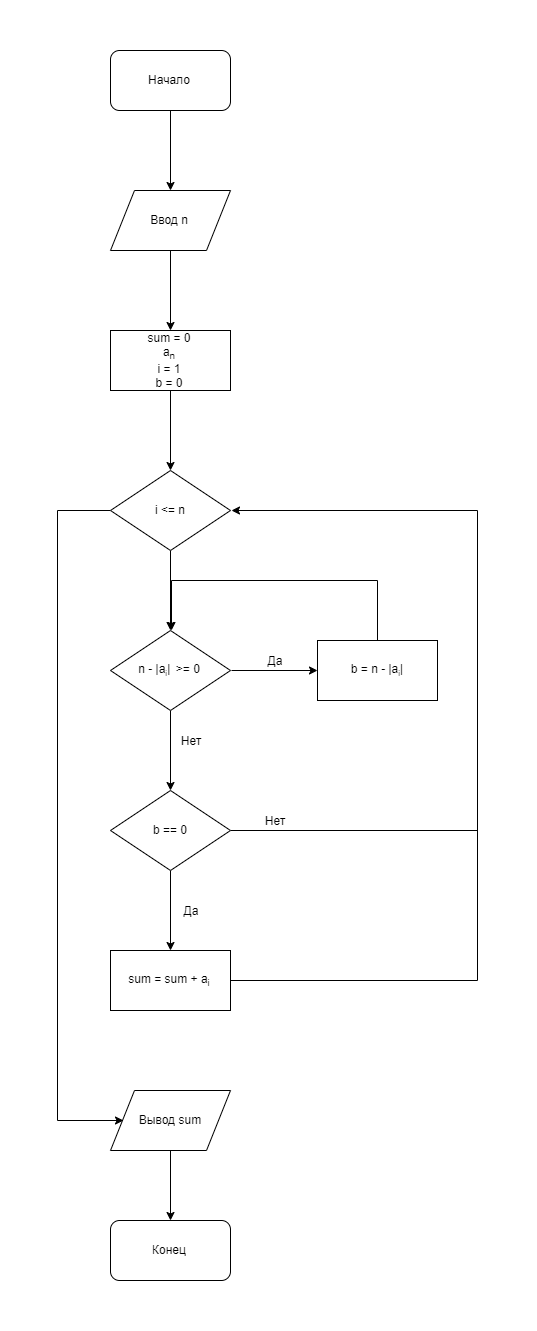 Начало
Ввод n
sum = 0
aₙ
i = 1
b = 0
i <= n
n - |aᵢ| >= 0
Да
b = n - |aᵢ|
Нет
b == 0
Нет
Да
sum = sum + aᵢ
Вывод sum
Конец